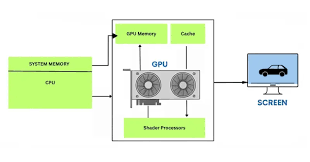 GPU Memory
Cache
SYSTEM MEMORY
CPU
GPU
SCREEN
Shader Processors